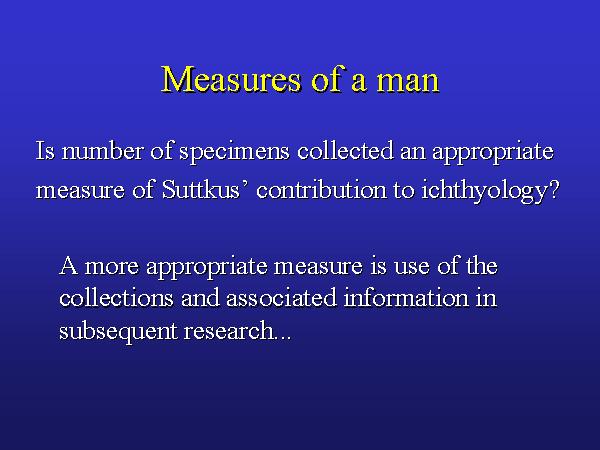 Measures of a man
Is number of specimens collected an appropriate
measure of Suttkus’ contribution to ichthyology?
A more appropriate measure is use of the
collections and associated information in
subsequent research...